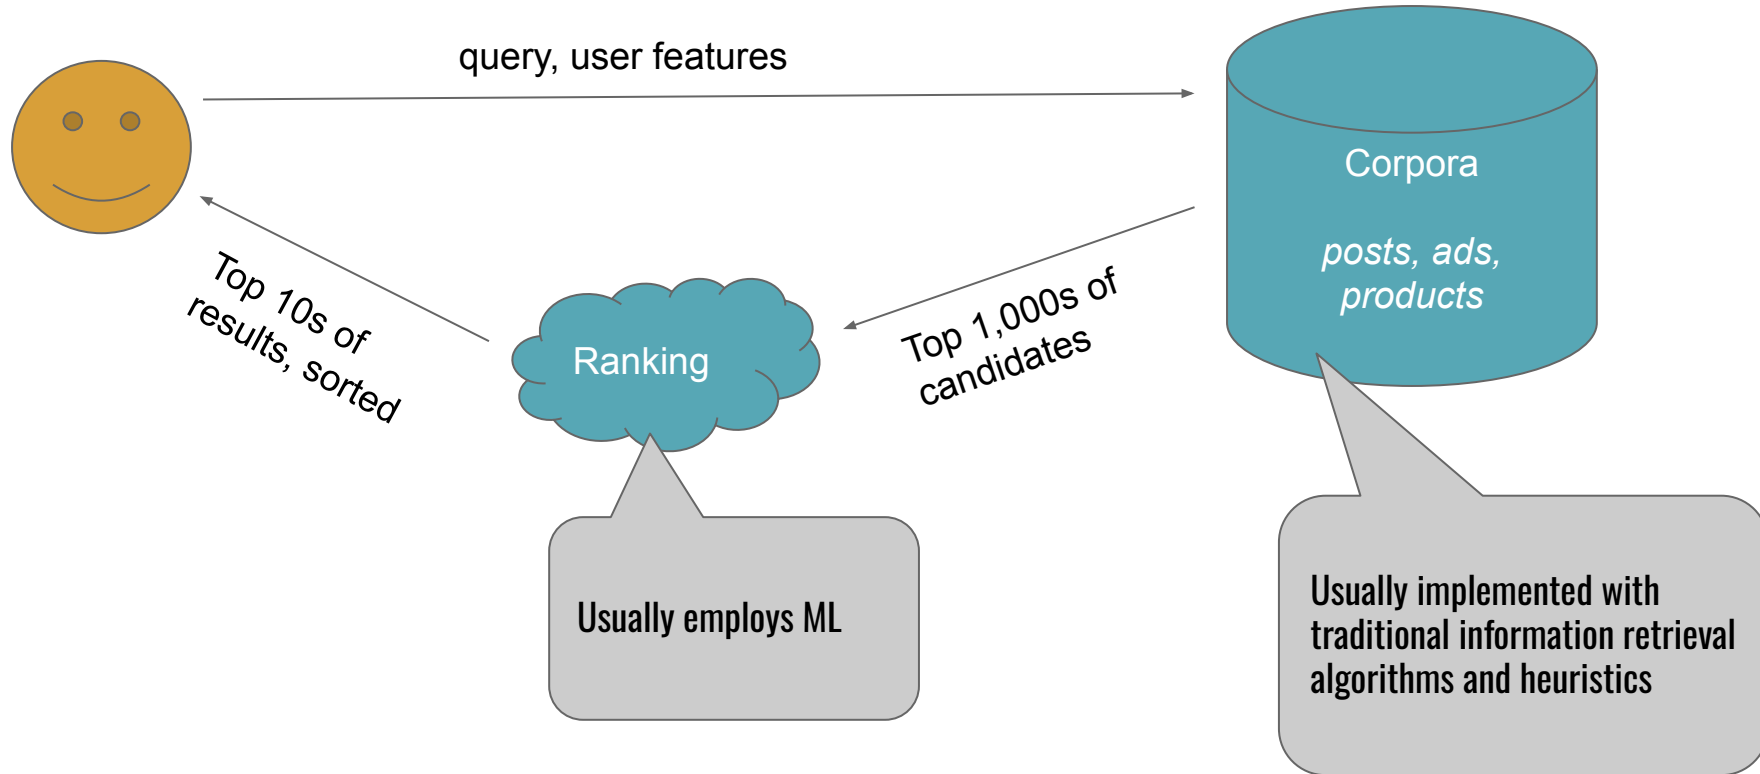 query, user features
Corpora
posts, ads,
products
Top 1,000s of
candidates
Ranking
Top 10s of
results, sorted
Usually employs ML
Usually implemented with
traditional information retrieval
algorithms and heuristics